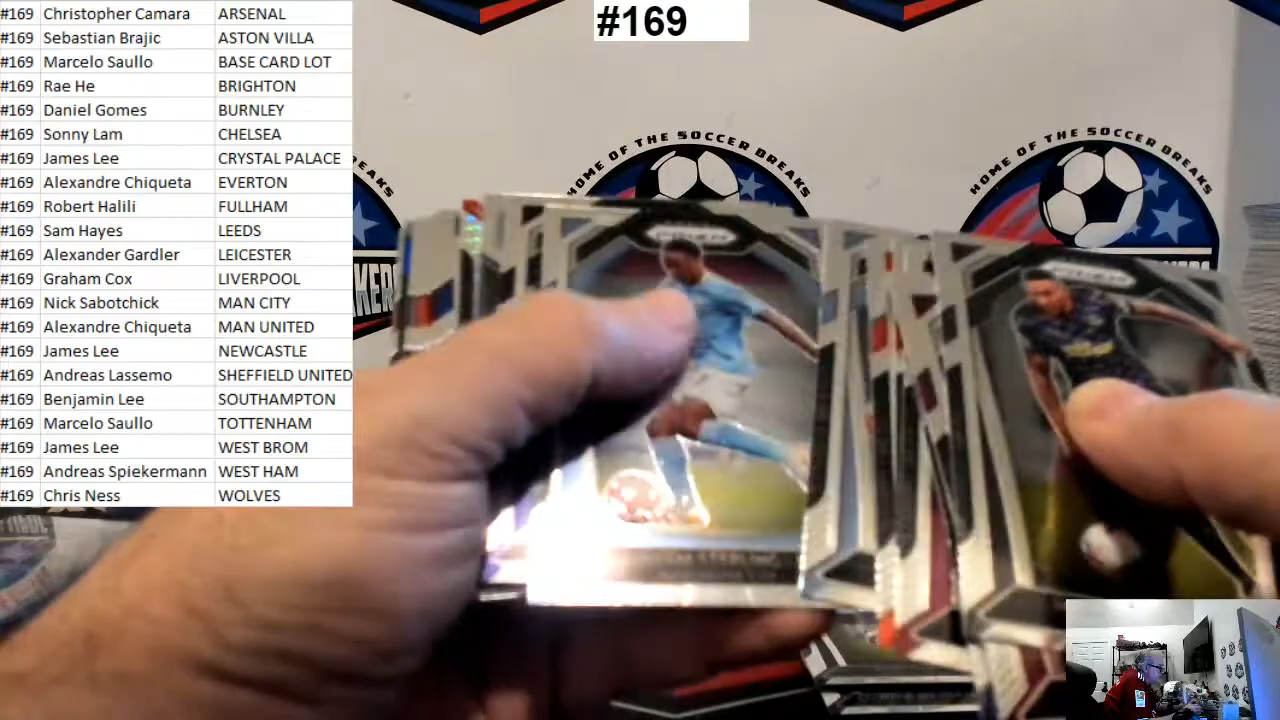 #169 Christopher Camara ARSENAL
#169 Sebastian Brajic ASTON VILLA
#169 Marcelo Saullo BASE CARD LOT
#169 Rae He BRIGHTON
#169 Daniel Gomes BURNLEY
#169 Sonny Lam CHELSEA
#169 James Lee CRYSTAL PALACE
#169 Alexandre Chiqueta EVERTON
#169 Robert Halili FULLHAM
#169 Sam Hayes LEEDS
#169 Alexander Gardler LEICESTER
#169 Graham Cox LIVERPOOL
#169 Nick Sabotchick MAN CITY
#169 Alexandre Chiqueta MAN UNITED
#169 James Lee NEWCASTLE
#169 Andreas Lassemo SHEFFIELD UNITED
#169 Benjamin Lee SOUTHAMPTON
#169 Marcelo Saullo TOTTENHAM
#169 James Lee WEST BROM
#169 Andreas Spiekermann WEST HAM
#169 Chris Ness WOLVES
#169
HOME OF THE SOCCER BREAKS
HOME OF THE SOCCER BREAKS
STERLING